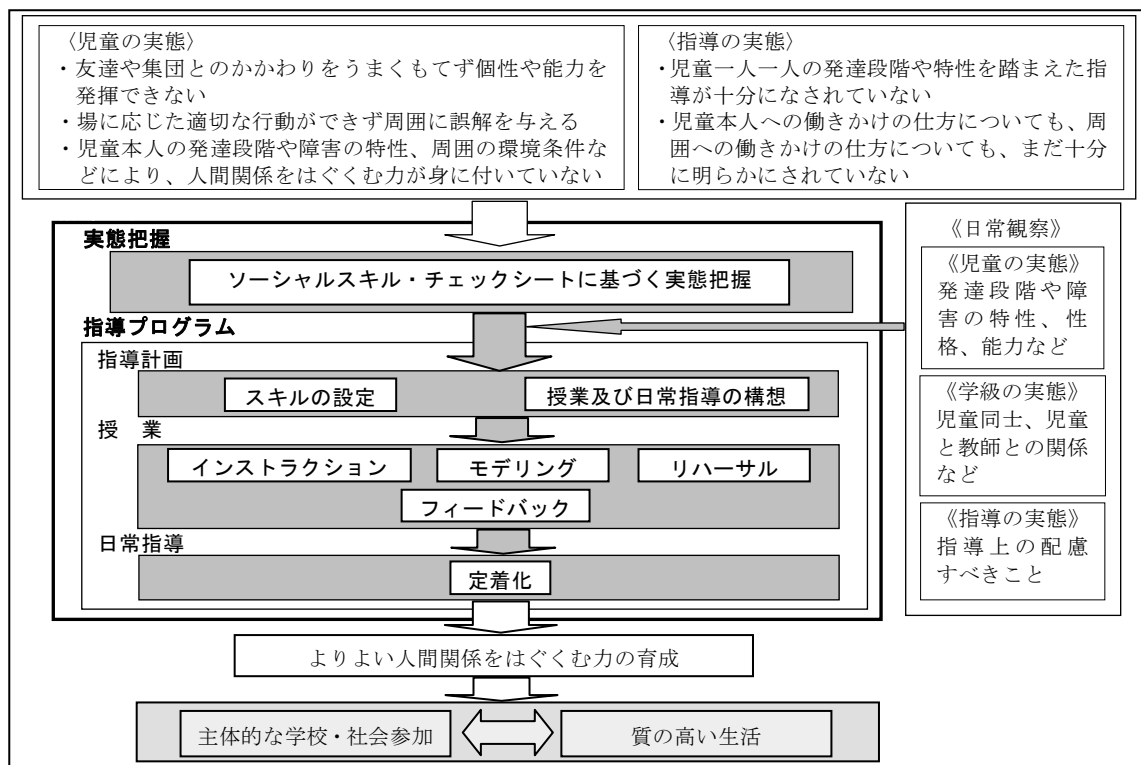 〈児童の実態〉
・友達や集団とのかかわりをうまくもてず個性や能力を
発揮できない
・場に応じた適切な行動ができず周囲に誤解を与える
・児童本人の発達段階や障害の特性、周囲の環境条件な
どにより、人間関係をはぐくむ力が身に付いていない
〈指導の実態〉
・児童一人一人の発達段階や特性を踏まえた指
導が十分になされていない
・児童本人への働きかけの仕方についても、周
囲への働きかけの仕方についても、まだ十分
に明らかにされていない
実態把握
ソーシャルスキル・チェックシートに基づく実態把握
指導プログラム
指導計画
スキルの設定
授業及び日常指導の構想
授　業
インストラクション
モデリング
リハーサル
フィードバック
日常指導
定着化
《日常観察》
《児童の実態》
発達段階や障
害の特性、性
格、能力など
《学級の実態》
児童同士、児童
と教師との関係
など
《指導の実態》
指導上の配慮
すべきこと
よりよい人間関係をはぐくむ力の育成
主体的な学校・社会参加
質の高い生活